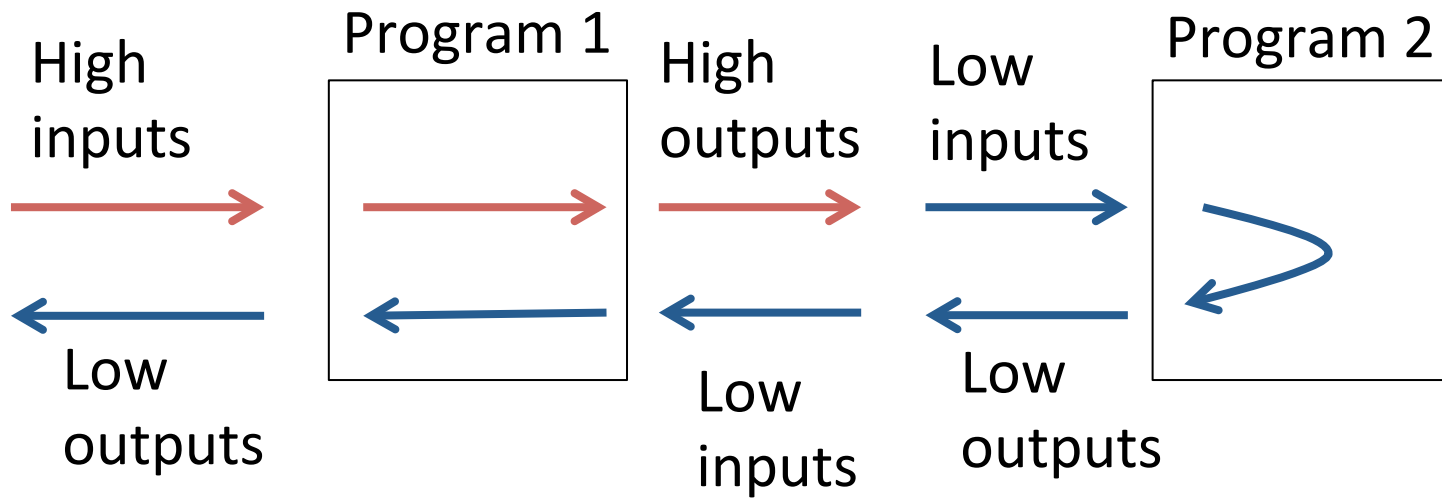 Program 1
Program 2
High
inputs
High
outputs
Low
inputs
Low
outputs
Low
inputs
Low
outputs